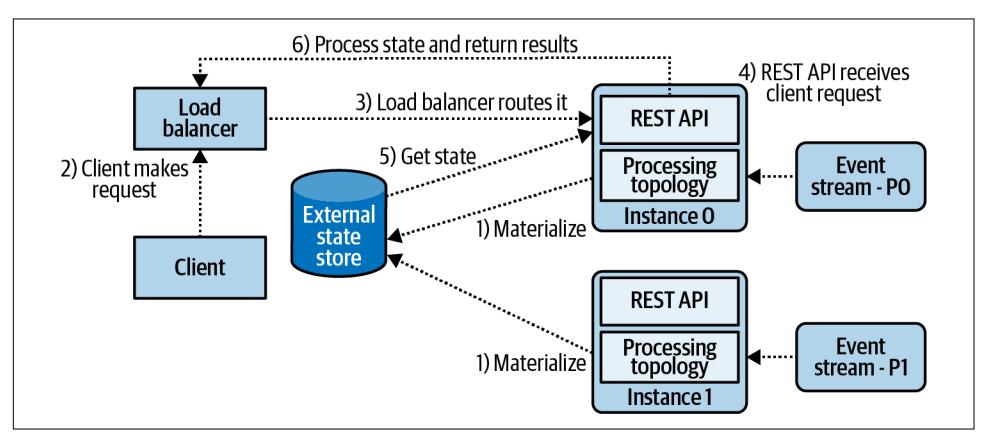 6) Process state and return results
4) REST API receives
client request
Load
balancer
3) Load balancer routes it
REST API
2) Client makes
request
5) Get state
Processing
topology
Instance 0
Event
stream - P0
External
state
store
1) Materialize
Client
REST API
1) Materialize
Processing
topology
Instance 1
Event
stream - P1